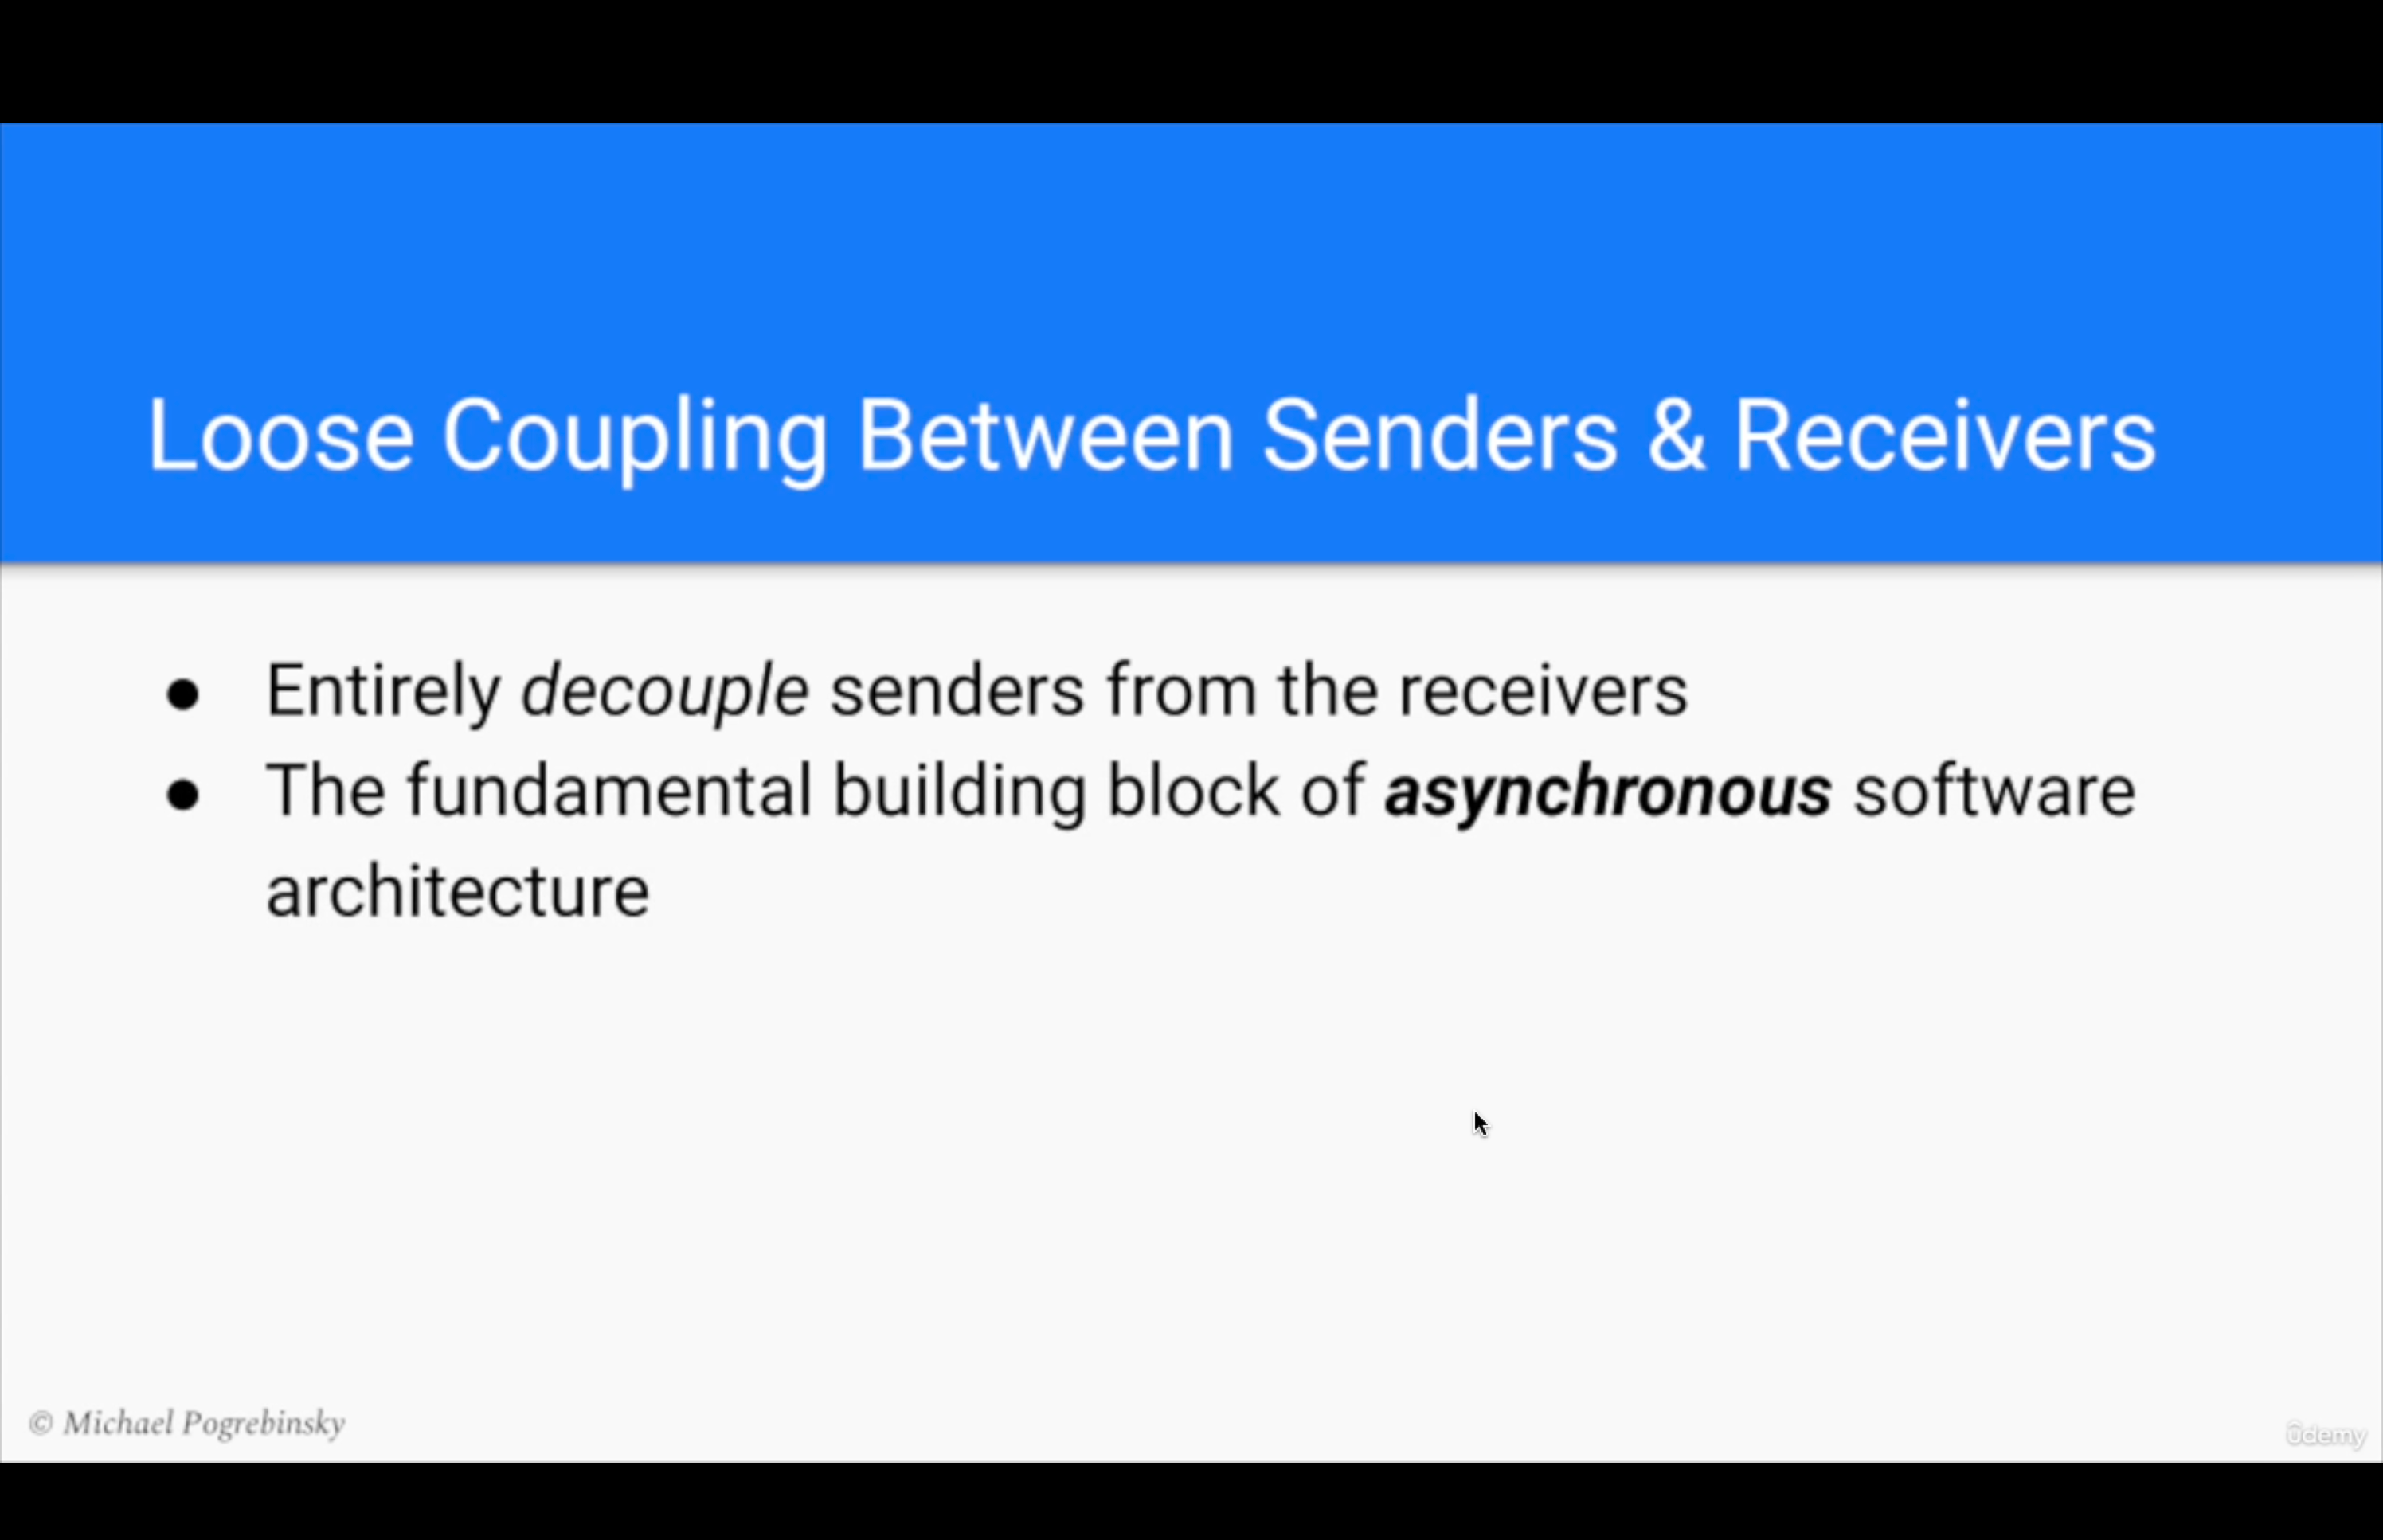 Loose Coupling Between Senders & Receivers
● Entirely decouple senders from the receivers
● The fundamental building block of asynchronous software
architecture
© Michael Pogrebinsky
ûdemy